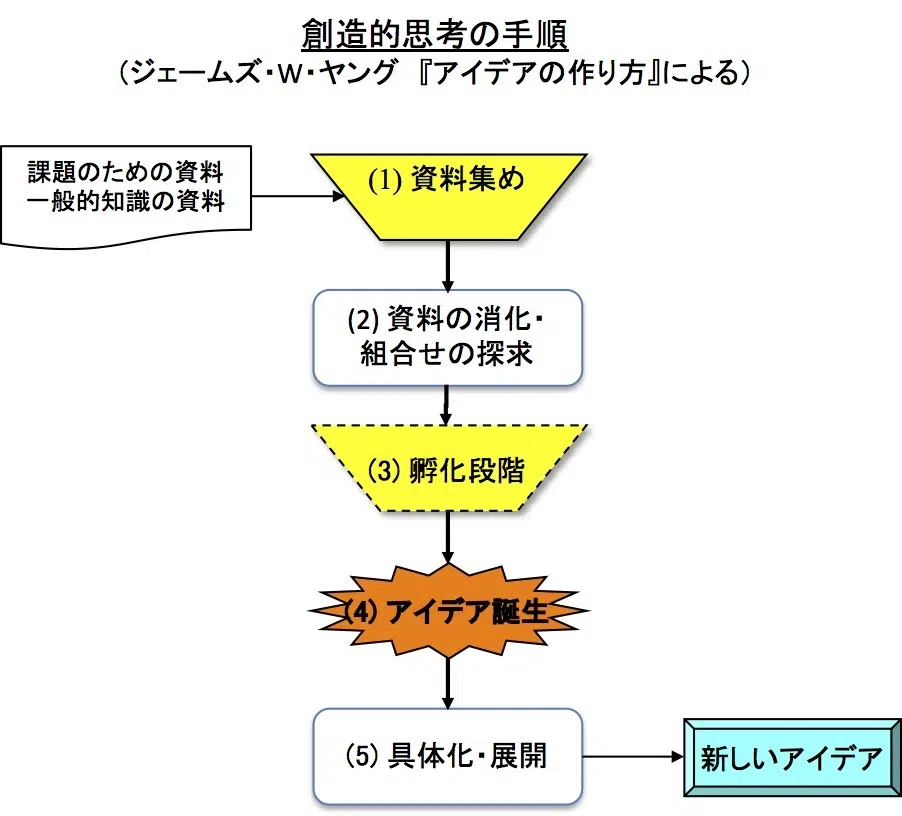 創造的思考の手順
（ジェームズ・W・ヤング　『アイデアの作り方』による）
課題のための資料
一般的知識の資料
(1) 資料集め
(2) 資料の消化・
組合せの探求
(3) 孵化段階
(4) アイデア誕生
(5) 具体化・展開
新しいアイデア